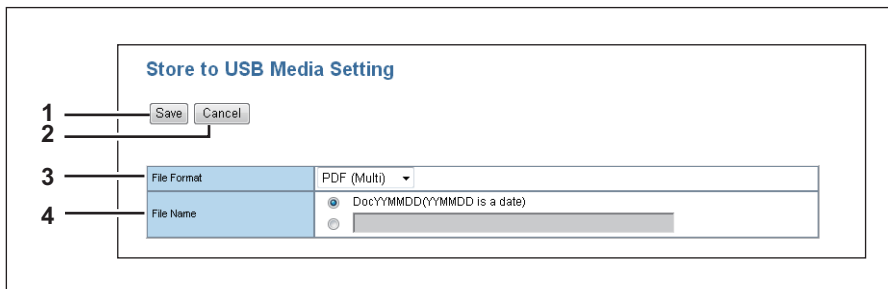 Store to USB Media Setting
1 Save Cancel
2
3 File Format PDF (Multi)
4 File Name DocYYMMDD(YYMMDD is a date)